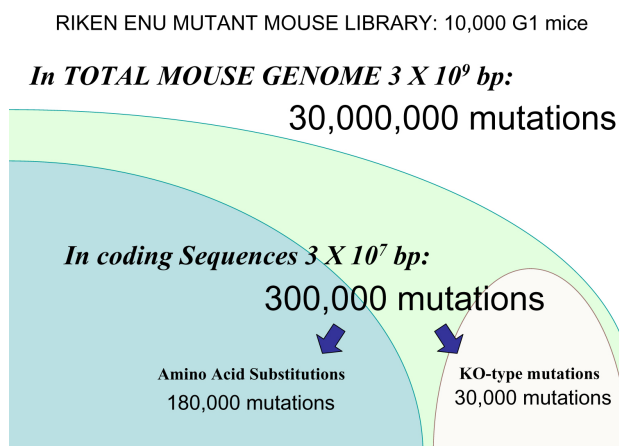 RIKEN ENU MUTANT MOUSE LIBRARY: 10,000 G1 mice
In TOTAL MOUSE GENOME 3 X 10⁹ bp:
30,000,000 mutations
In coding Sequences 3 X 10⁷ bp:
300,000 mutations
Amino Acid Substitutions
180,000 mutations
KO-type mutations
30,000 mutations